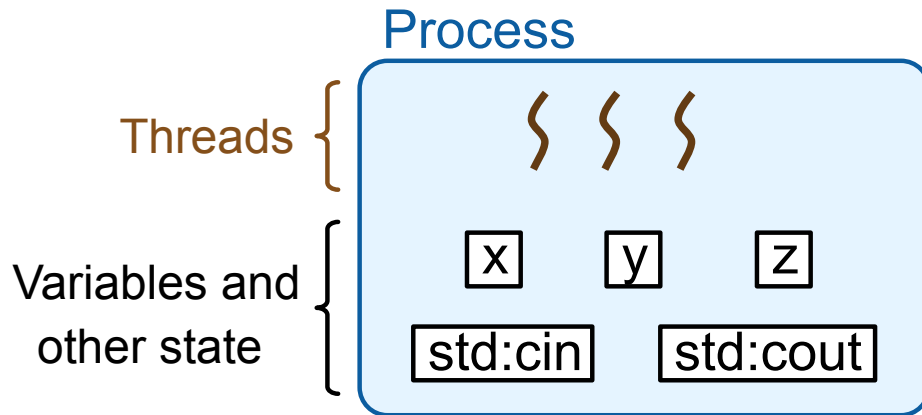 Process
Threads
x y z
Variables and
other state
std:cin std:cout